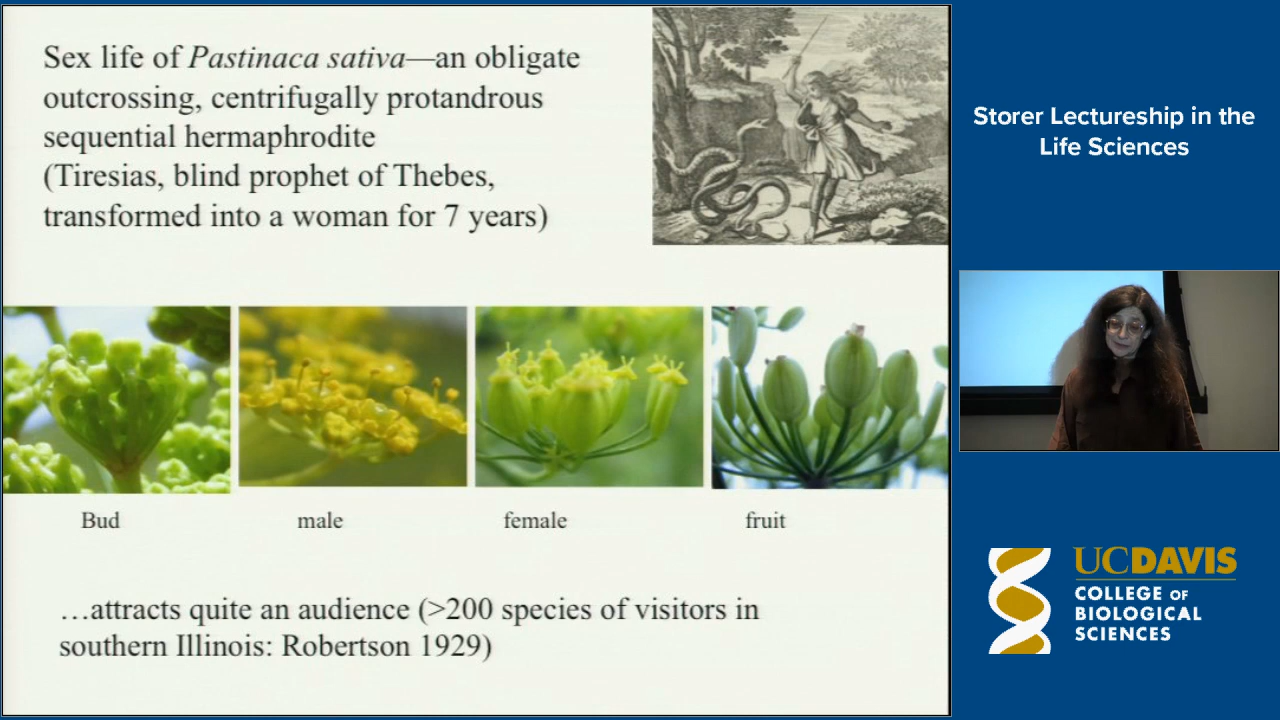 Sex life of Pastinaca sativa—an obligate
outcrossing, centrifugally protandrous
sequential hermaphrodite
(Tiresias, blind prophet of Thebes,
transformed into a woman for 7 years)
Bud
male
female
fruit
…attracts quite an audience (>200 species of visitors in
southern Illinois: Robertson 1929)
Storer Lectureship in the
Life Sciences
UCDAVIS
COLLEGE OF
BIOLOGICAL
SCIENCES